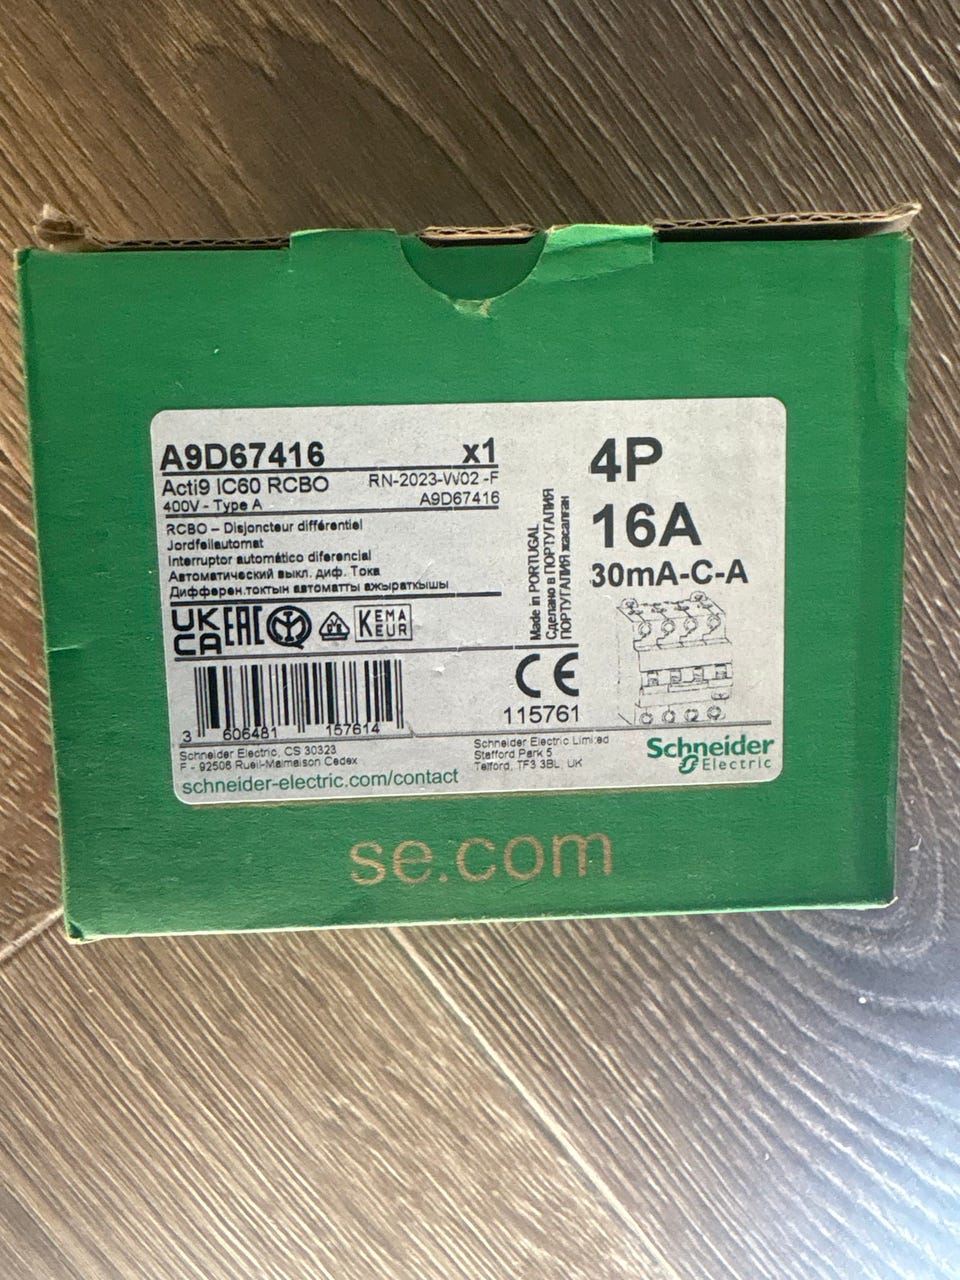 A9D67416 x1
Acti9 IC60 RCBO RN-2023-W02 -F
400V - Type A A9D67416
RCBO – Disjoncteur différentiel
Jordfeilautomat
Interruptor automático diferencial
Автоматический выкл. диф. Тока
Дифферен.токтын автоматты ажыраткышы
4P
16A
30mA-C-A
Made in PORTUGAL
Сделано в ПОРТУГАЛИЯ
ПОРТУГАЛИЯ жасалган
UK
CA EAC
KEMA
KEUR
CE
115761
3 606481 157614
Schneider Electric, CS 30323
F - 92506 Rueil-Malmaison Cedex
schneider-electric.com/contact
Schneider Electric Limited
Stafford Park 5
Telford, TF3 3BL, UK
Schneider
Electric
se.com